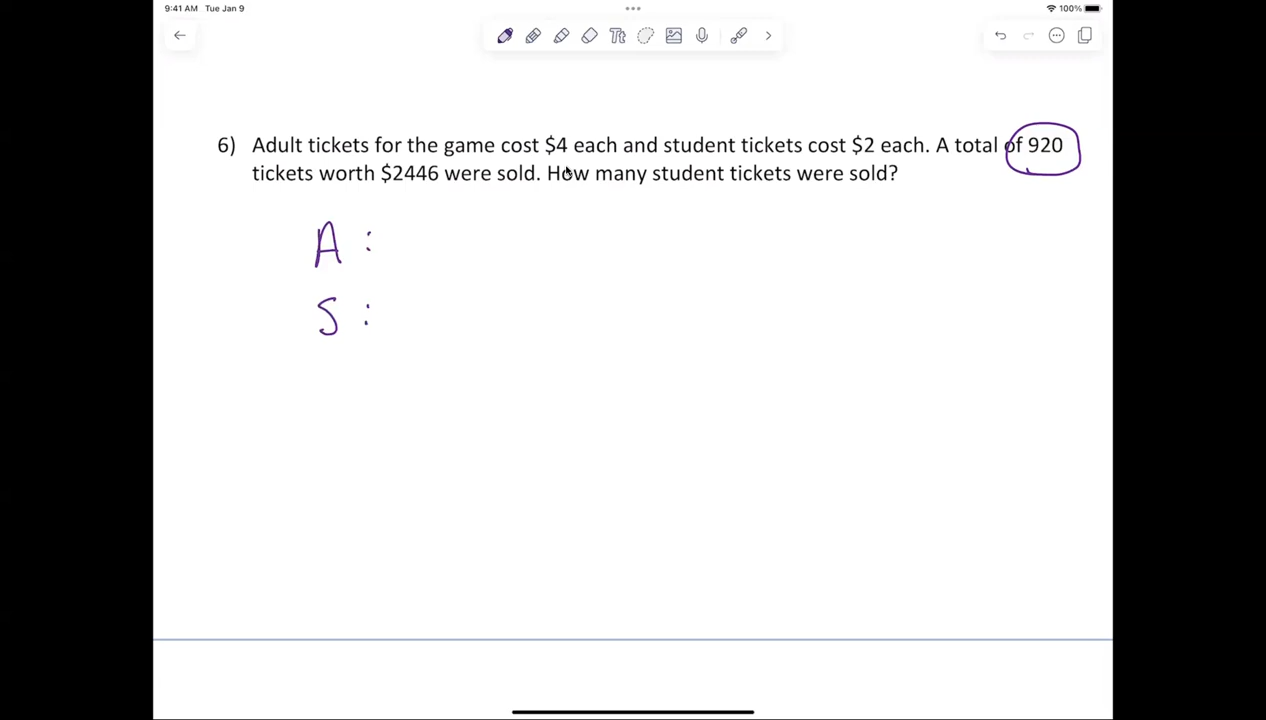 9:41 AM Tue Jan 9
100%
Tt
6) Adult tickets for the game cost $4 each and student tickets cost $2 each. A total of 920
tickets worth $2446 were sold. How many student tickets were sold?
A :
S :